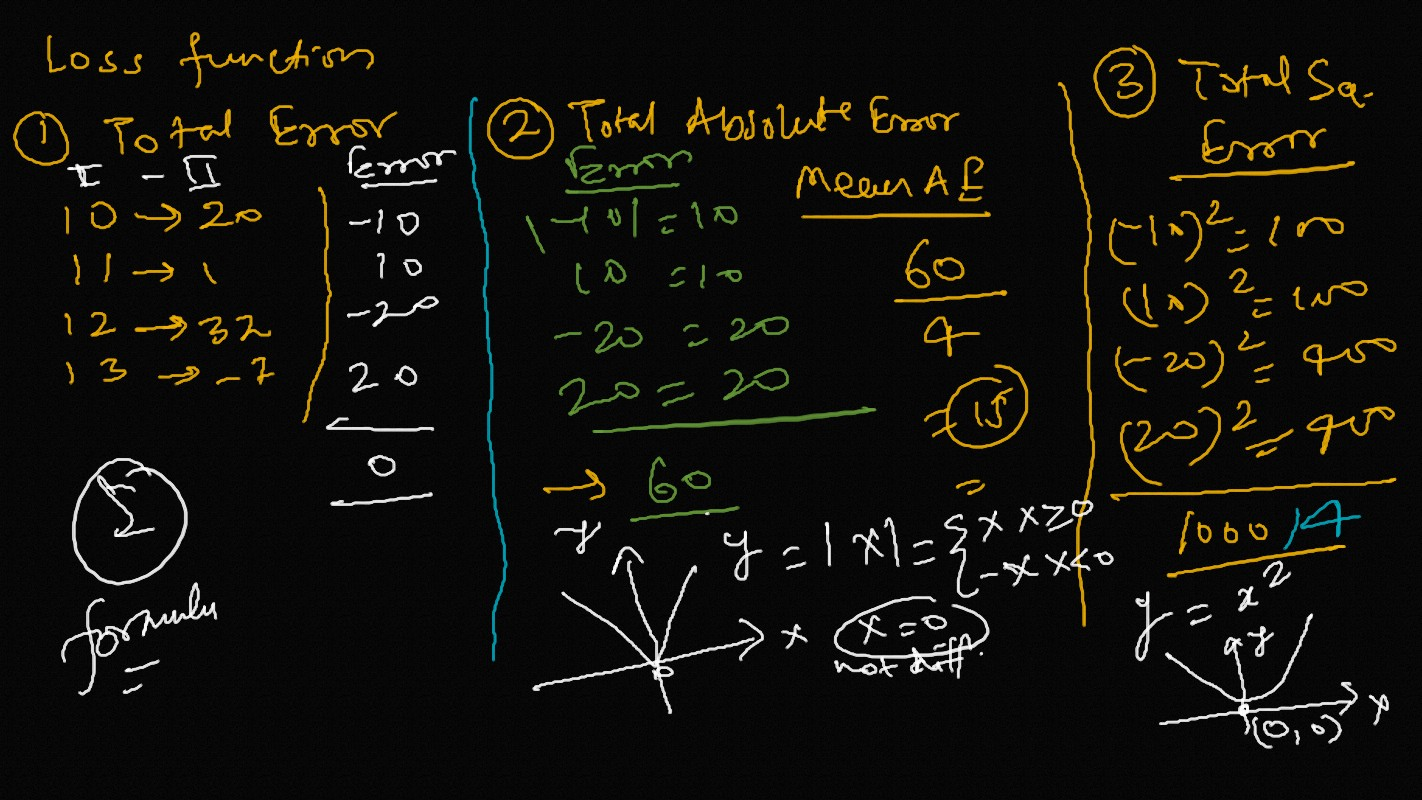 Loss function
① Total Error
I - II
10 → 20
11 → 1
12 → 32
13 → -7
Error
-10
10
-20
20
0
Σ
formula
② Total Absolute Error
Error
|-10| = 10
10 = 10
-20 = 20
20 = 20
→ 60
Mean A E
60
4
= 15
=
y = |x| = { x x≥0
-x x<0
y
x
0
x = 0
not diff.
③ Total Sq.
Error
(-10)² = 100
(10)² = 100
(-20)² = 400
(20)² = 400
1000 /4
y = x²
y
x
(0,0)